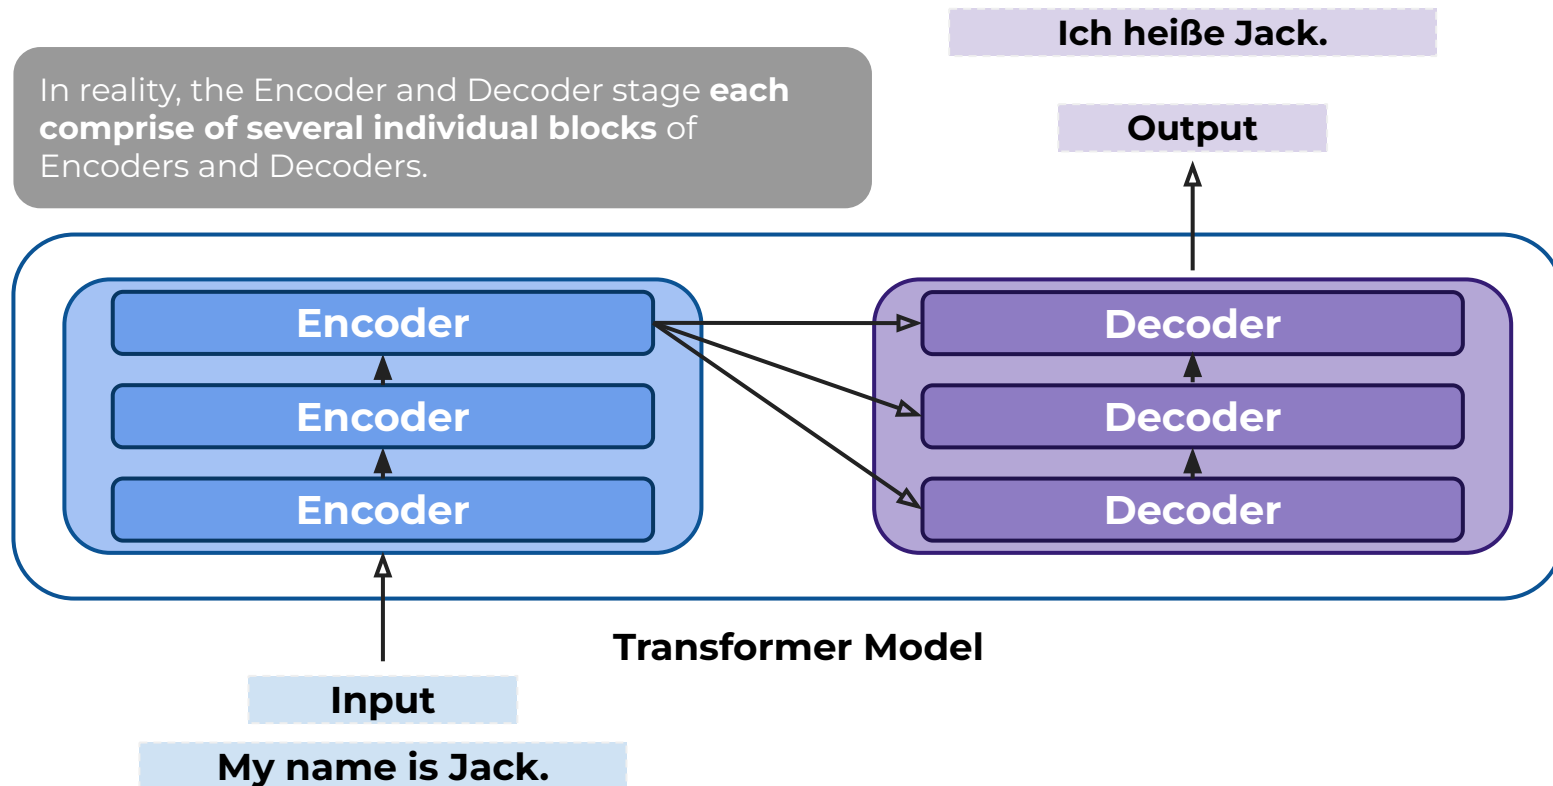 Ich heiße Jack.
In reality, the Encoder and Decoder stage each
comprise of several individual blocks of
Encoders and Decoders.
Output
Encoder
Encoder
Encoder
Decoder
Decoder
Decoder
Transformer Model
Input
My name is Jack.